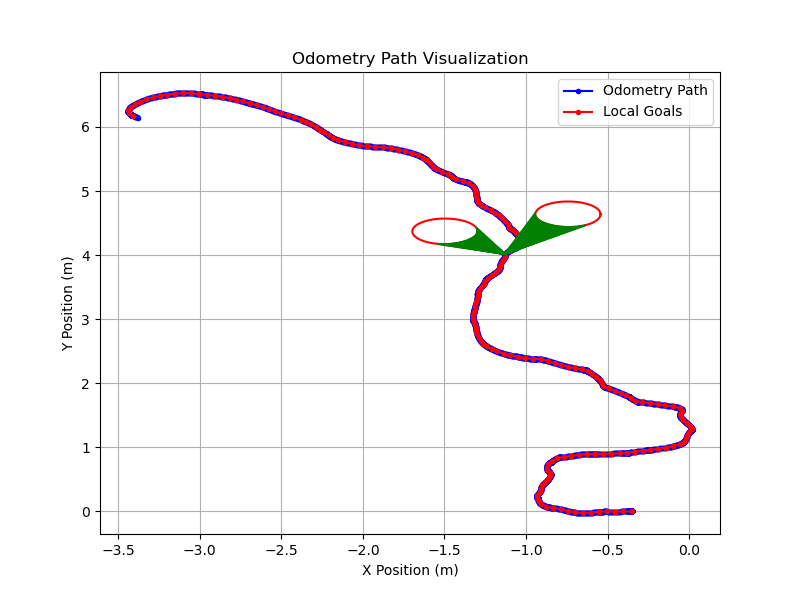 Odometry Path Visualization
Odometry Path
Local Goals
6
5
4
3
2
1
0
Y Position (m)
−3.5 −3.0 −2.5 −2.0 −1.5 −1.0 −0.5 0.0
X Position (m)